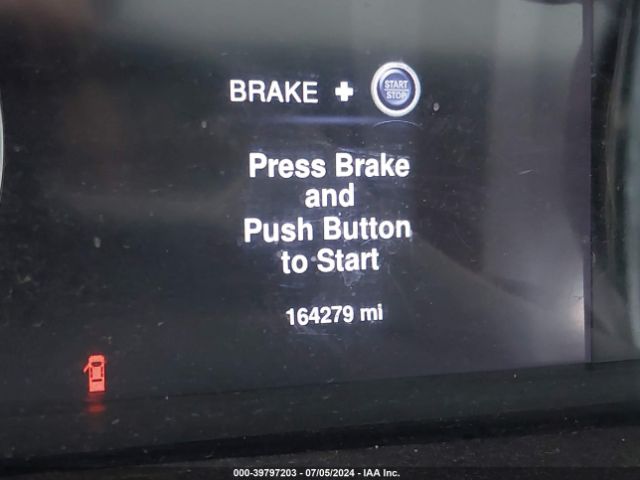 BRAKE + START STOP
Press Brake
and
Push Button
to Start
164279 mi
000-39797203 - 07/05/2024 - IAA Inc.